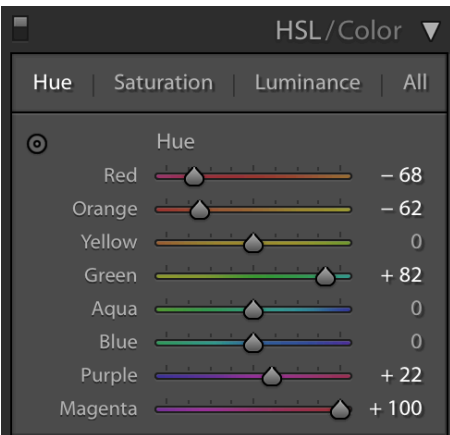 HSL/Color
Hue | Saturation | Luminance | All
Hue
Red − 68
Orange − 62
Yellow 0
Green + 82
Aqua 0
Blue 0
Purple + 22
Magenta + 100